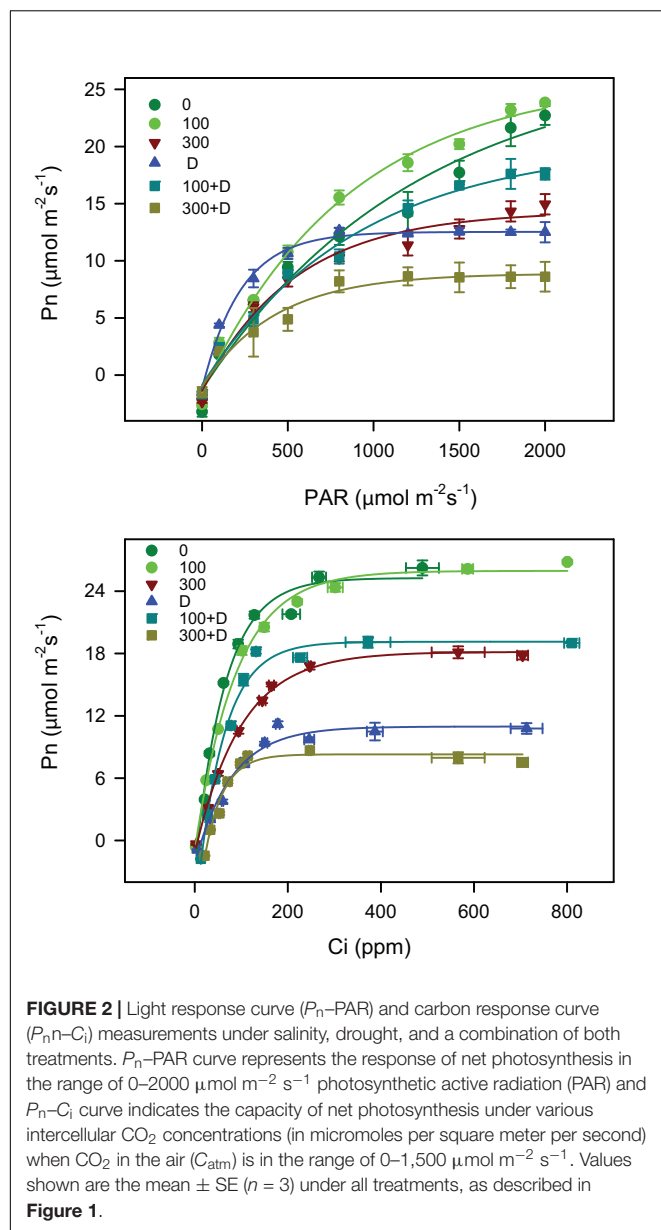 25
20
15
10
5
0
Pn (μmol m-2s-1)
0
100
300
D
100+D
300+D
0 500 1000 1500 2000
PAR (μmol m-2s-1)
24
18
12
6
0
Pn (μmol m-2s-1)
0
100
300
D
100+D
300+D
0 200 400 600 800
Ci (ppm)
FIGURE 2 | Light response curve (Pn–PAR) and carbon response curve
(Pnn–Ci) measurements under salinity, drought, and a combination of both
treatments. Pn–PAR curve represents the response of net photosynthesis in
the range of 0–2000 μmol m−2 s−1 photosynthetic active radiation (PAR) and
Pn–Ci curve indicates the capacity of net photosynthesis under various
intercellular CO2 concentrations (in micromoles per square meter per second)
when CO2 in the air (Catm) is in the range of 0–1,500 μmol m−2 s−1. Values
shown are the mean ± SE (n = 3) under all treatments, as described in
Figure 1.